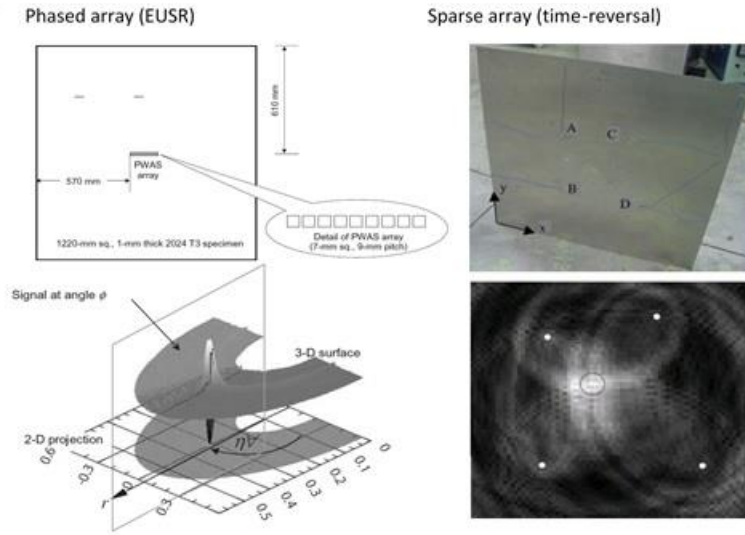 Phased array (EUSR)
Sparse array (time-reversal)
610 mm
570 mm
PWAS
array
1220-mm sq., 1-mm thick 2024 T3 specimen
Detail of PWAS array
(7-mm sq., 9-mm pitch)
A
C
B
D
y
x
Signal at angle ϕ
3-D surface
2-D projection
0.6
-0.3
0
0.3
r
0.5
0.4
0.3
0.2
0.1
0